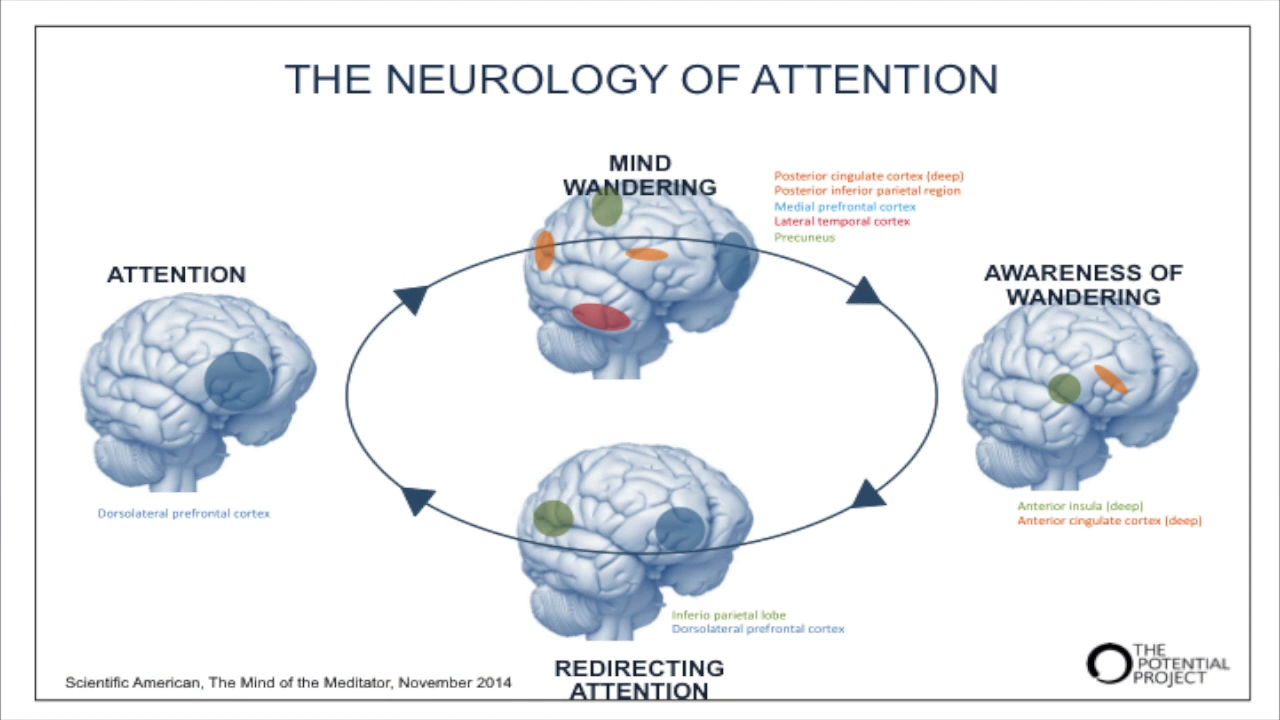 THE NEUROLOGY OF ATTENTION
MIND
WANDERING
Posterior cingulate cortex (deep)
Posterior inferior parietal region
Medial prefrontal cortex
Lateral temporal cortex
Precuneus
ATTENTION
Dorsolateral prefrontal cortex
AWARENESS OF
WANDERING
Anterior insula (deep)
Anterior cingulate cortex (deep)
Inferio parietal lobe
Dorsolateral prefrontal cortex
REDIRECTING
ATTENTION
Scientific American, The Mind of the Meditator, November 2014
THE
POTENTIAL
PROJECT